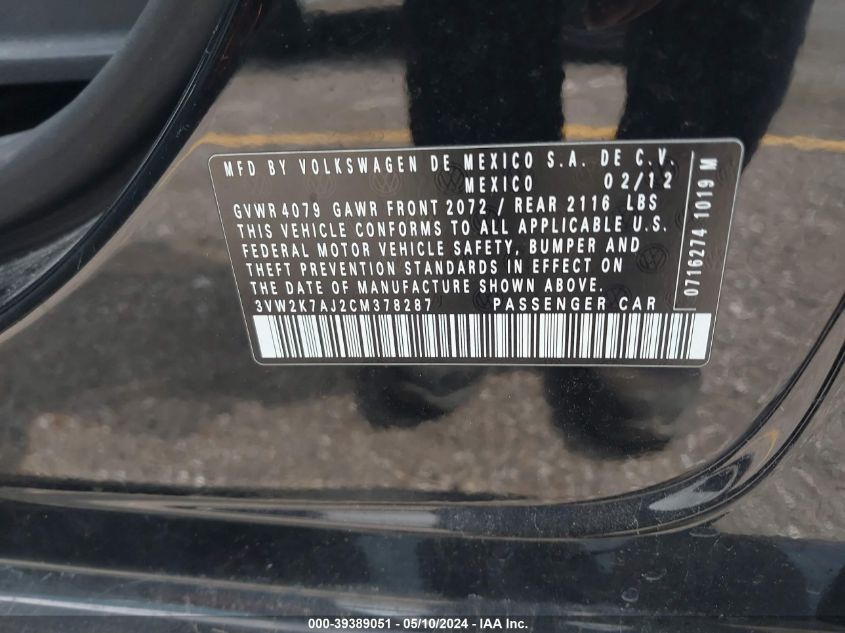 MFD BY VOLKSWAGEN DE MEXICO S.A. DE C.V.
MEXICO 02/12
GVWR 4079 GAWR FRONT 2072 / REAR 2116 LBS
THIS VEHICLE CONFORMS TO ALL APPLICABLE U.S.
FEDERAL MOTOR VEHICLE SAFETY, BUMPER AND
THEFT PREVENTION STANDARDS IN EFFECT ON
THE DATE OF MANUFACTURE SHOWN ABOVE.
3VW2K7AJ2CM378287 PASSENGER CAR
0716274 1019 M
000-39389051 - 05/10/2024 - IAA Inc.